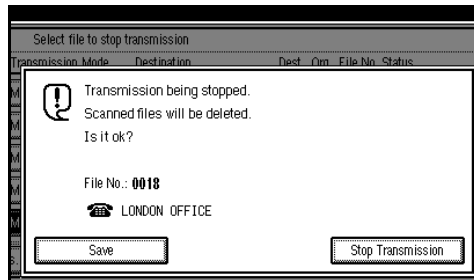 Select file to stop transmission
Transmission Mode Destination Dest. Org. File No. Status
Transmission being stopped.
Scanned files will be deleted.
Is it ok?
File No.: 0018
LONDON OFFICE
Save
Stop Transmission